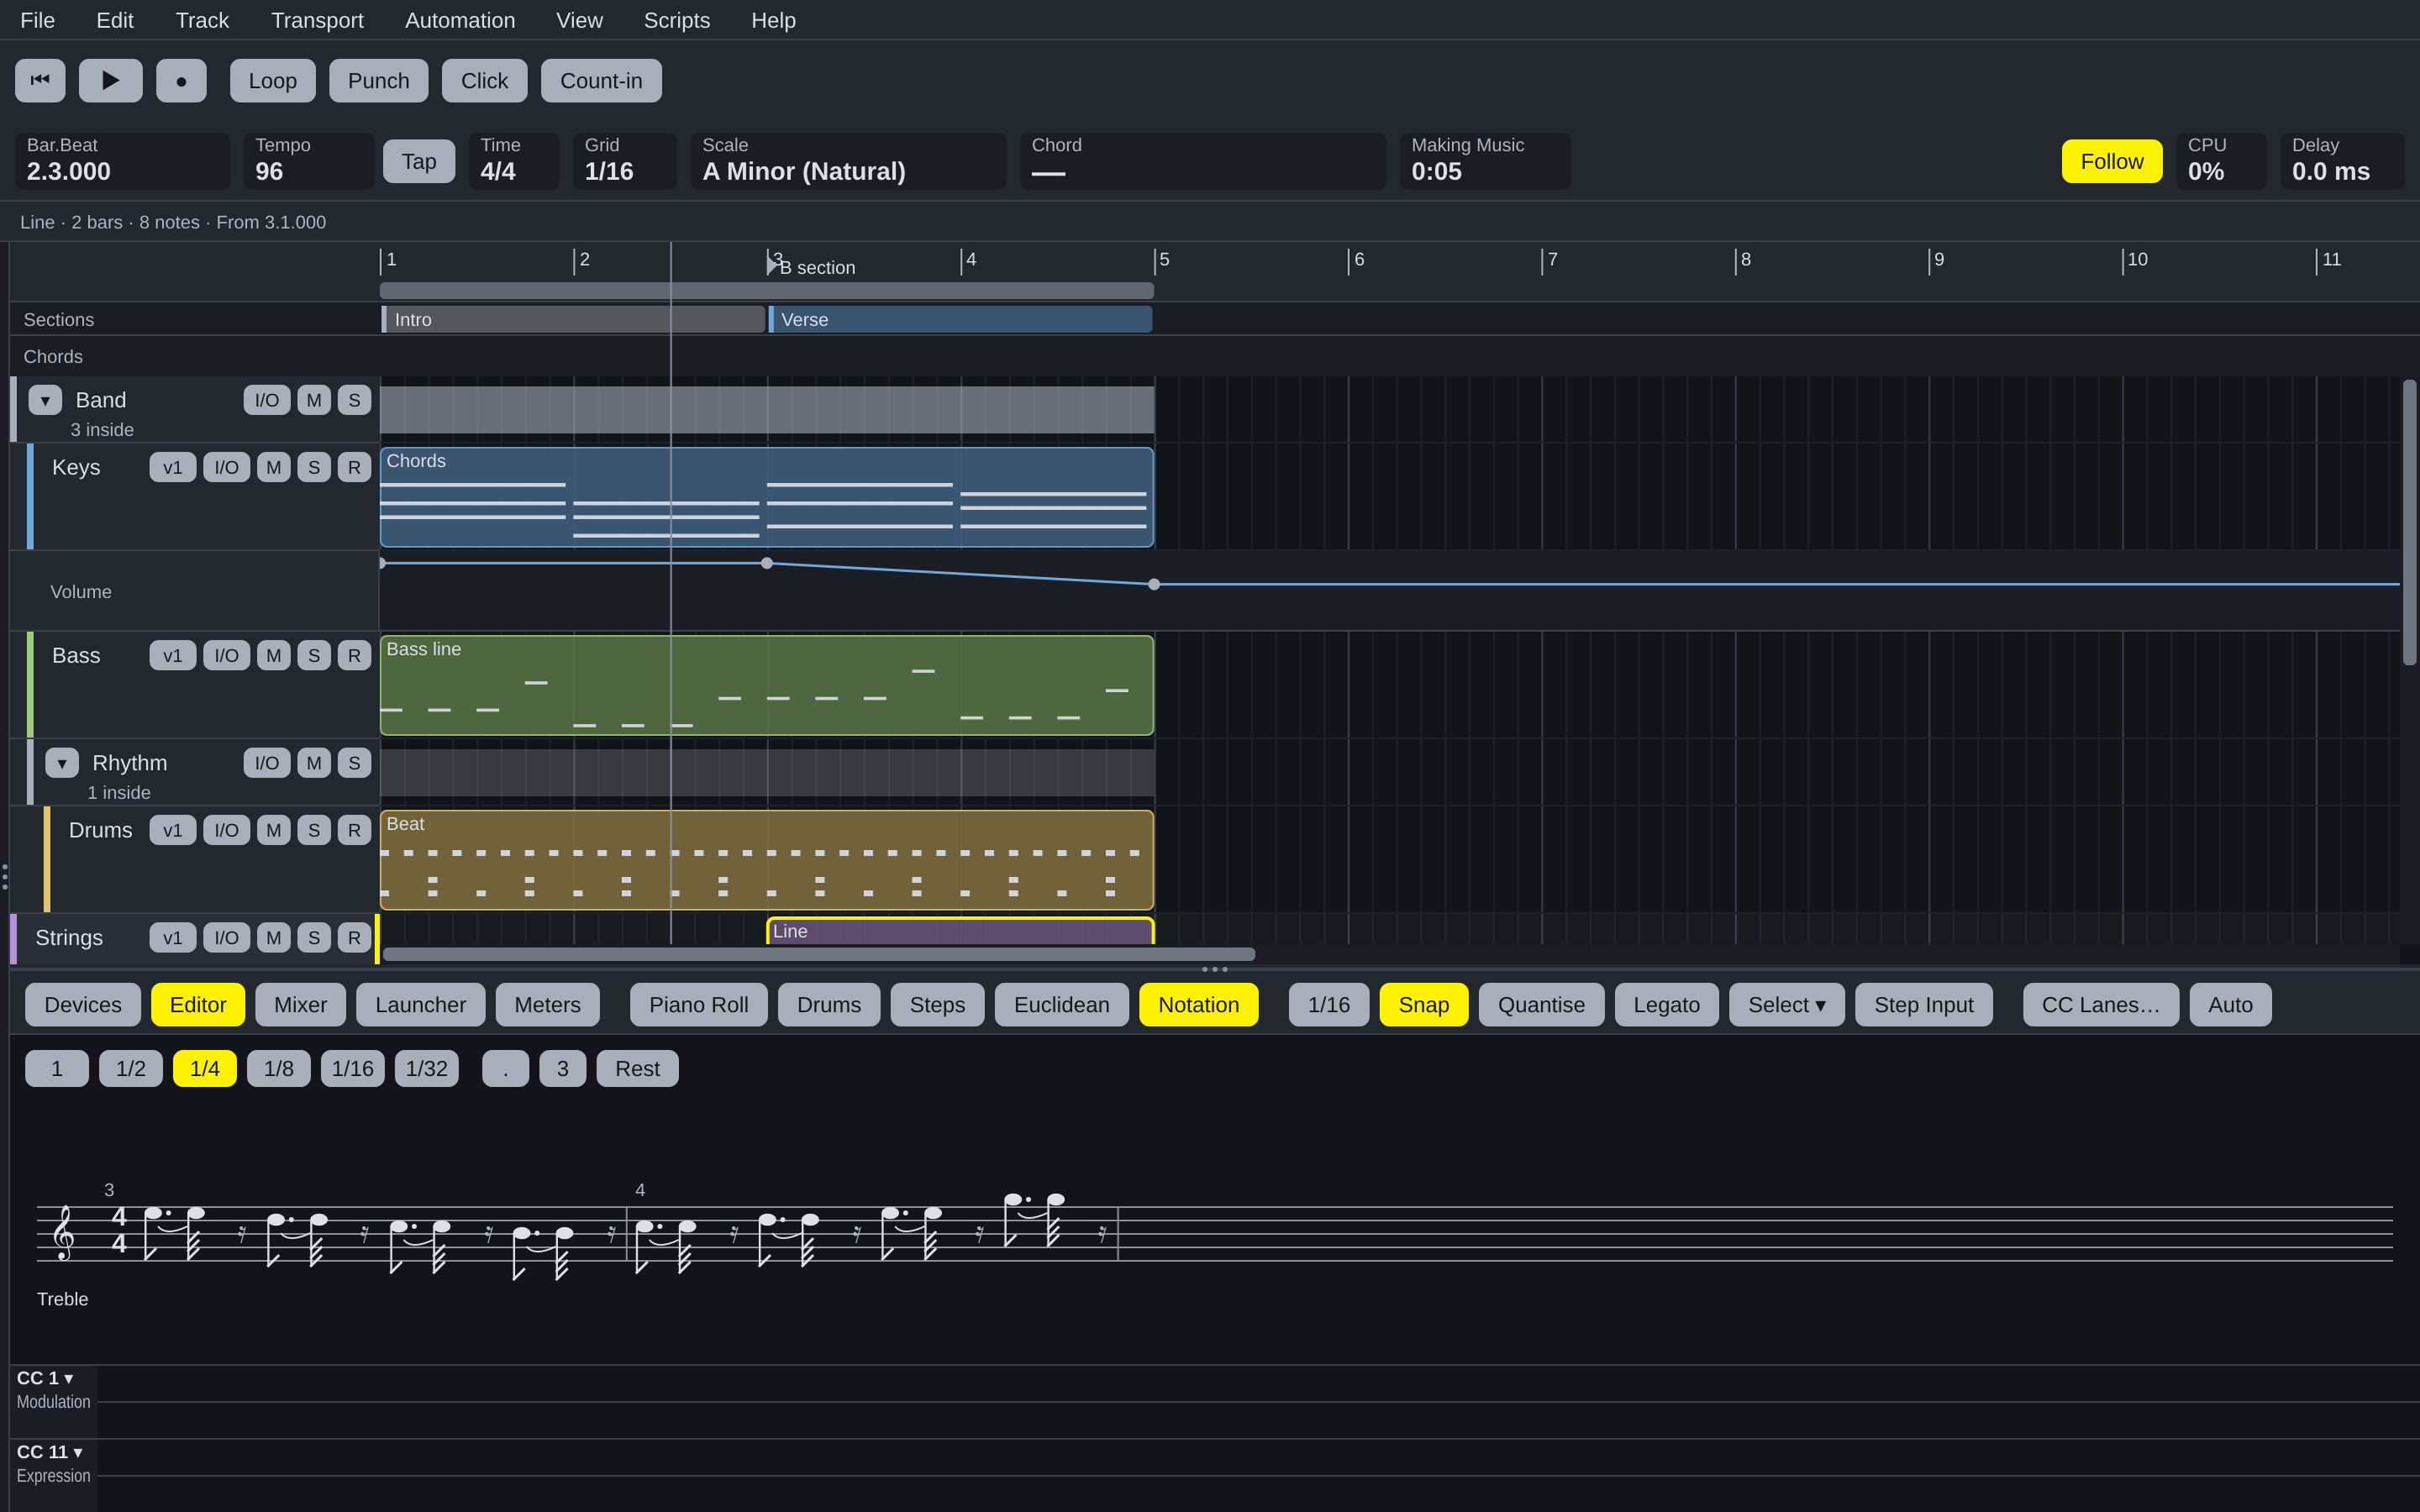 File Edit Track Transport Automation View Scripts Help
Loop Punch Click Count-in
Bar.Beat Tempo Time Grid Scale Chord Making Music CPU Delay
2.3.000 96 Tap 4/4 1/16 A Minor (Natural) — 0:05 Follow 0% 0.0 ms
Line · 2 bars · 8 notes · From 3.1.000
1 2 3 4 5 6 7 8 9 10 11
B section
Sections Intro Verse
Chords
Band I/O M S
3 inside
Keys v1 I/O M S R Chords
Volume
Bass v1 I/O M S R Bass line
Rhythm I/O M S
1 inside
Drums v1 I/O M S R Beat
Strings v1 I/O M S R Line
Devices Editor Mixer Launcher Meters Piano Roll Drums Steps Euclidean Notation 1/16 Snap Quantise Legato Select ▾ Step Input CC Lanes… Auto
1 1/2 1/4 1/8 1/16 1/32 . 3 Rest
3 4
4
4
Treble
CC 1 ▾
Modulation
CC 11 ▾
Expression